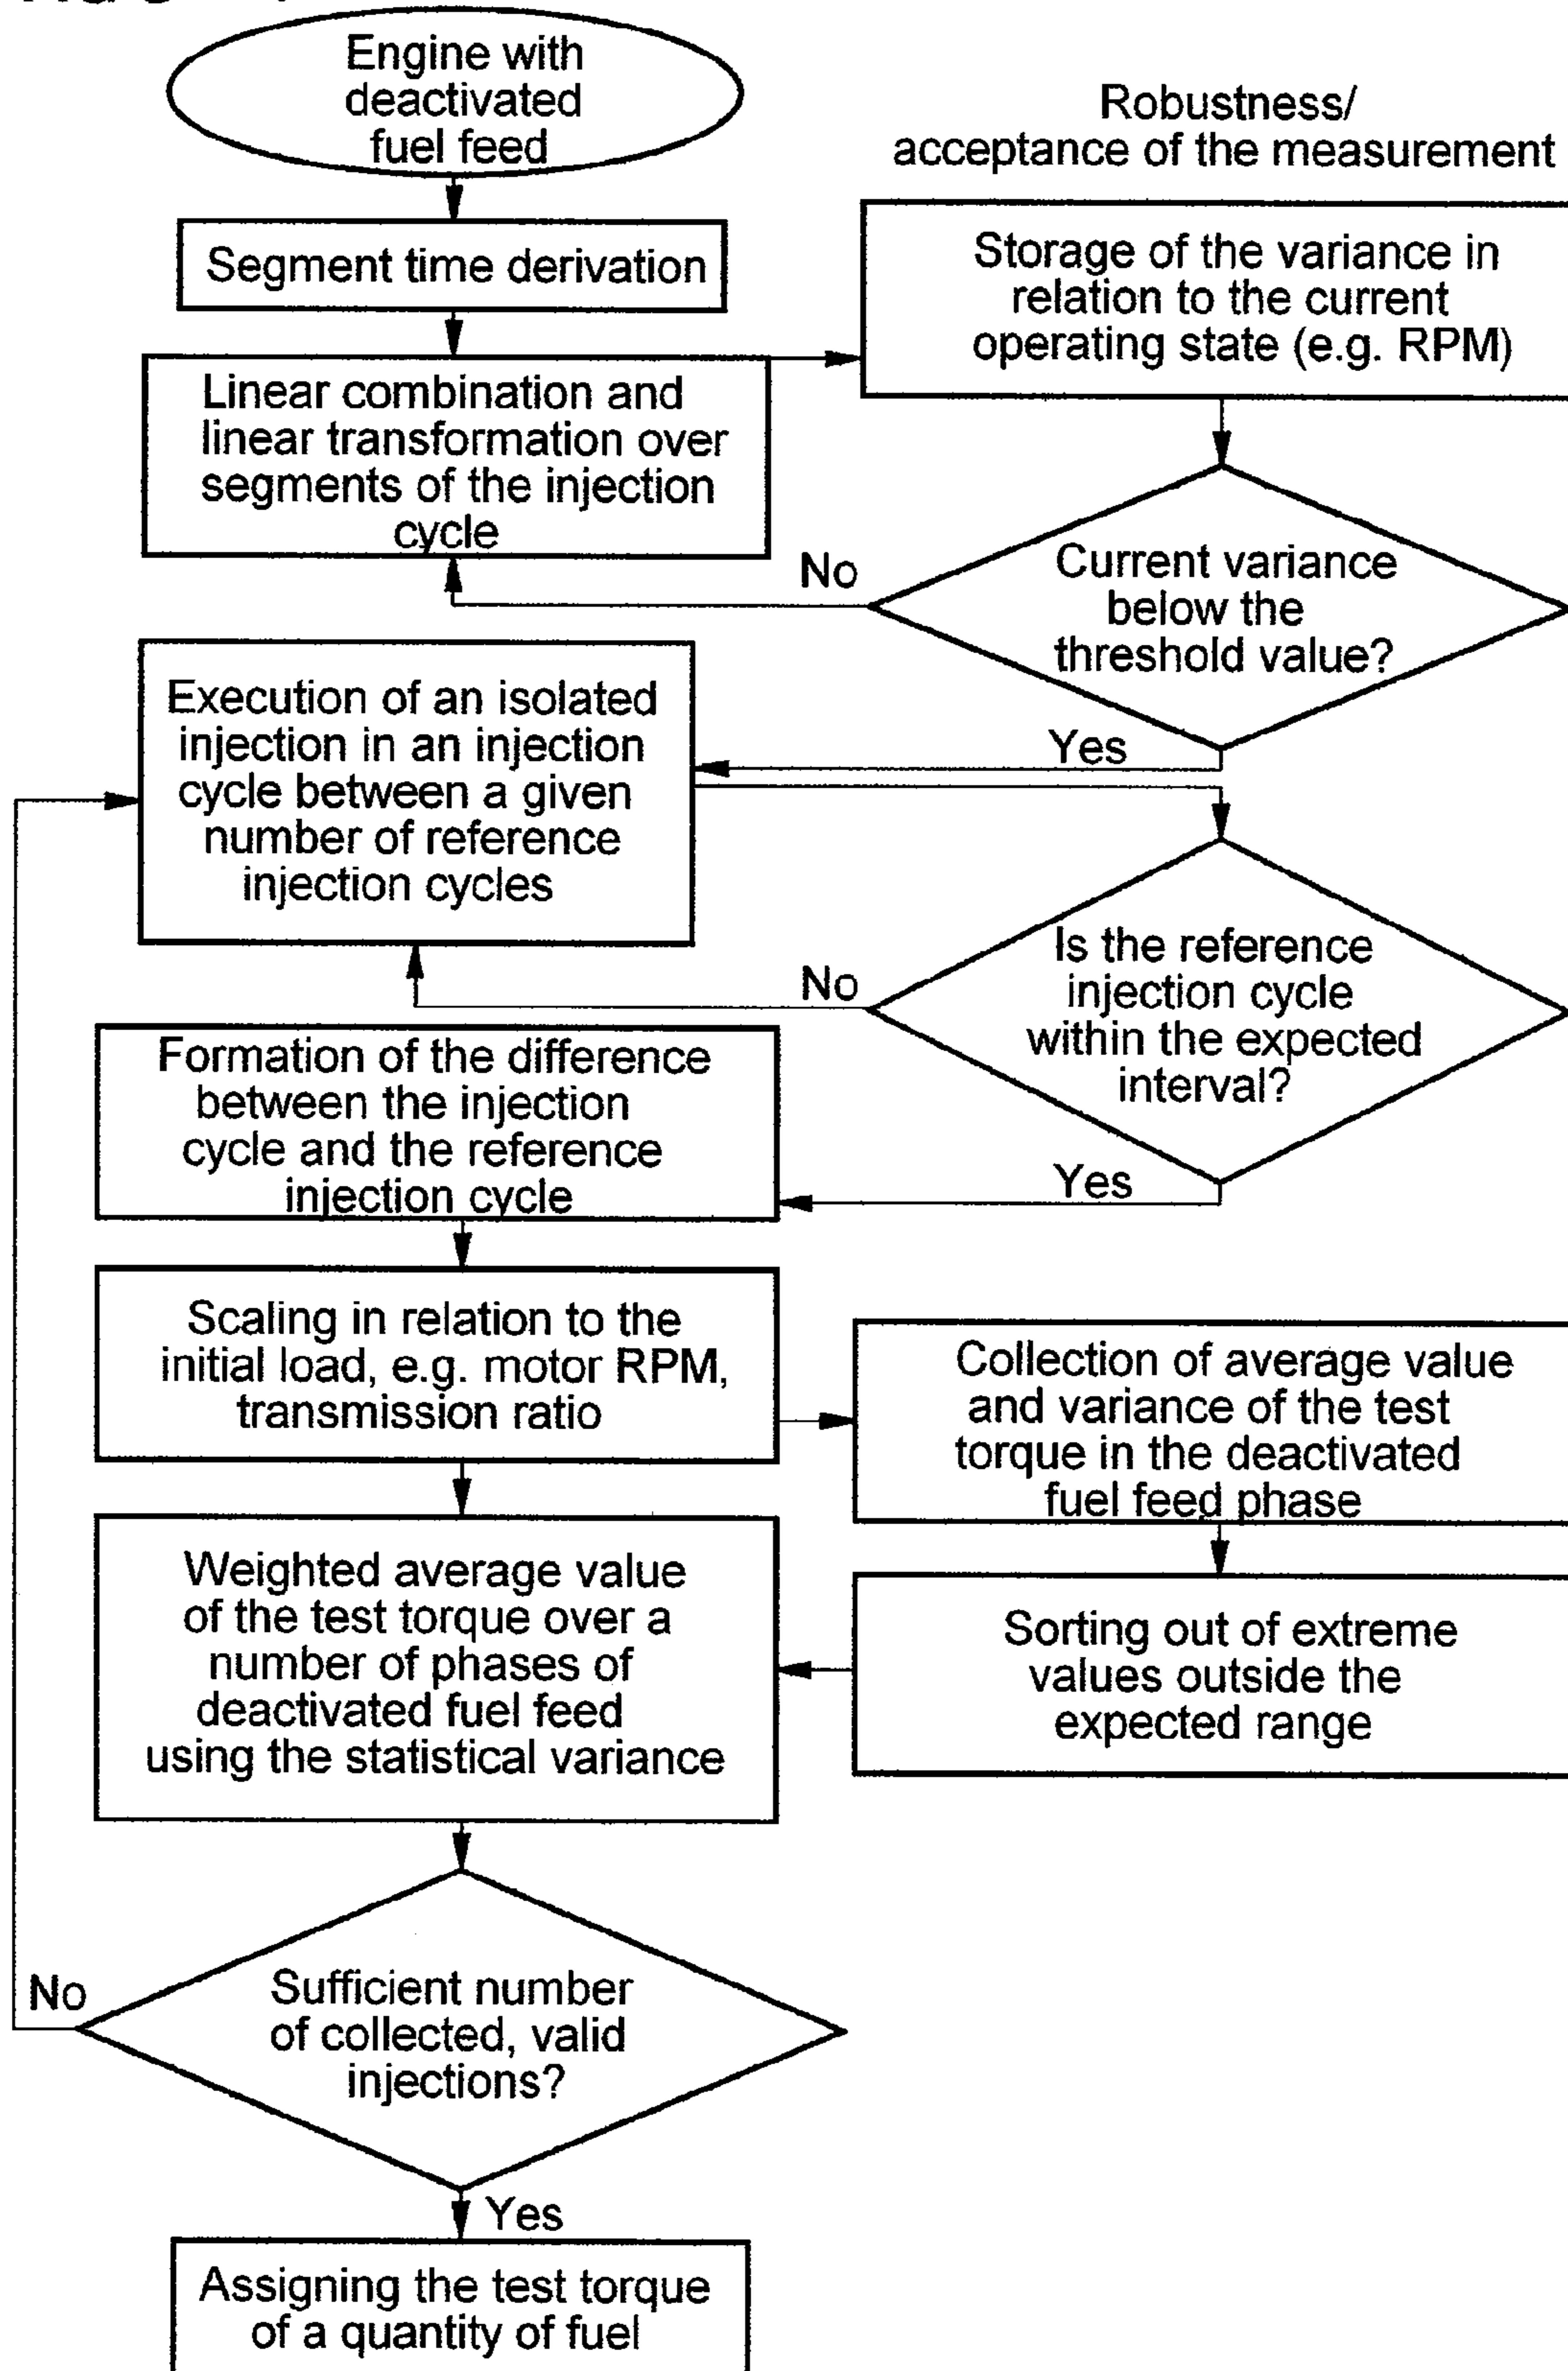 Engine with
deactivated
fuel feed
Robustness/
acceptance of the measurement
Segment time derivation
Storage of the variance in
relation to the current
operating state (e.g. RPM)
Linear combination and
linear transformation over
segments of the injection
cycle
No
Current variance
below the
threshold value?
Yes
Execution of an isolated
injection in an injection
cycle between a given
number of reference
injection cycles
No
Is the reference
injection cycle
within the expected
interval?
Yes
Formation of the difference
between the injection
cycle and the reference
injection cycle
Scaling in relation to the
initial load, e.g. motor RPM,
transmission ratio
Collection of average value
and variance of the test
torque in the deactivated
fuel feed phase
Weighted average value
of the test torque over a
number of phases of
deactivated fuel feed
using the statistical variance
Sorting out of extreme
values outside the
expected range
No
Sufficient number
of collected, valid
injections?
Yes
Assigning the test torque
of a quantity of fuel